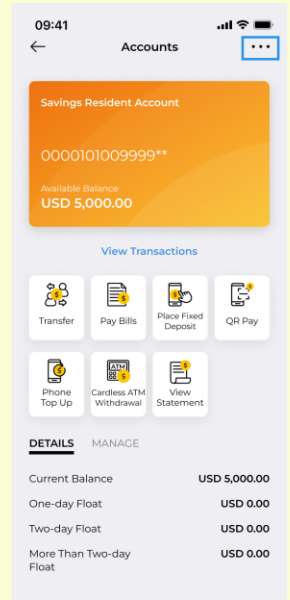 09:41
Accounts
Savings Resident Account
0000101009999**
Available
Balance
USD 5,000.00
View Transactions
Transfer
Pay Bills
Place Fixed
Deposit
QR Pay
Phone
Top Up
ATM
Cardless ATM
Withdrawal
View
Statement
DETAILS MANAGE
Current Balance USD 5,000.00
One-day Float USD 0.00
Two-day Float USD 0.00
More Than Two-day USD 0.00
Float